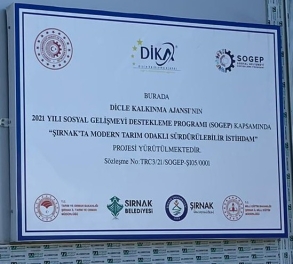 DİKA
SOGEP
BURADA
DİCLE KALKINMA AJANSI'NIN
2021 YILI SOSYAL GELİŞMEYİ DESTEKLEME PROGRAMI (SOGEP) KAPSAMINDA
"ŞIRNAK'TA MODERN TARIM ODAKLI SÜRDÜRÜLEBİLİR İSTİHDAM"
PROJESİ YÜRÜTÜLMEKTEDİR.
Sözleşme No:TRC3/21/SOGEP-ŞI05/0001
ŞIRNAK
BELEDİYESİ
ŞIRNAK